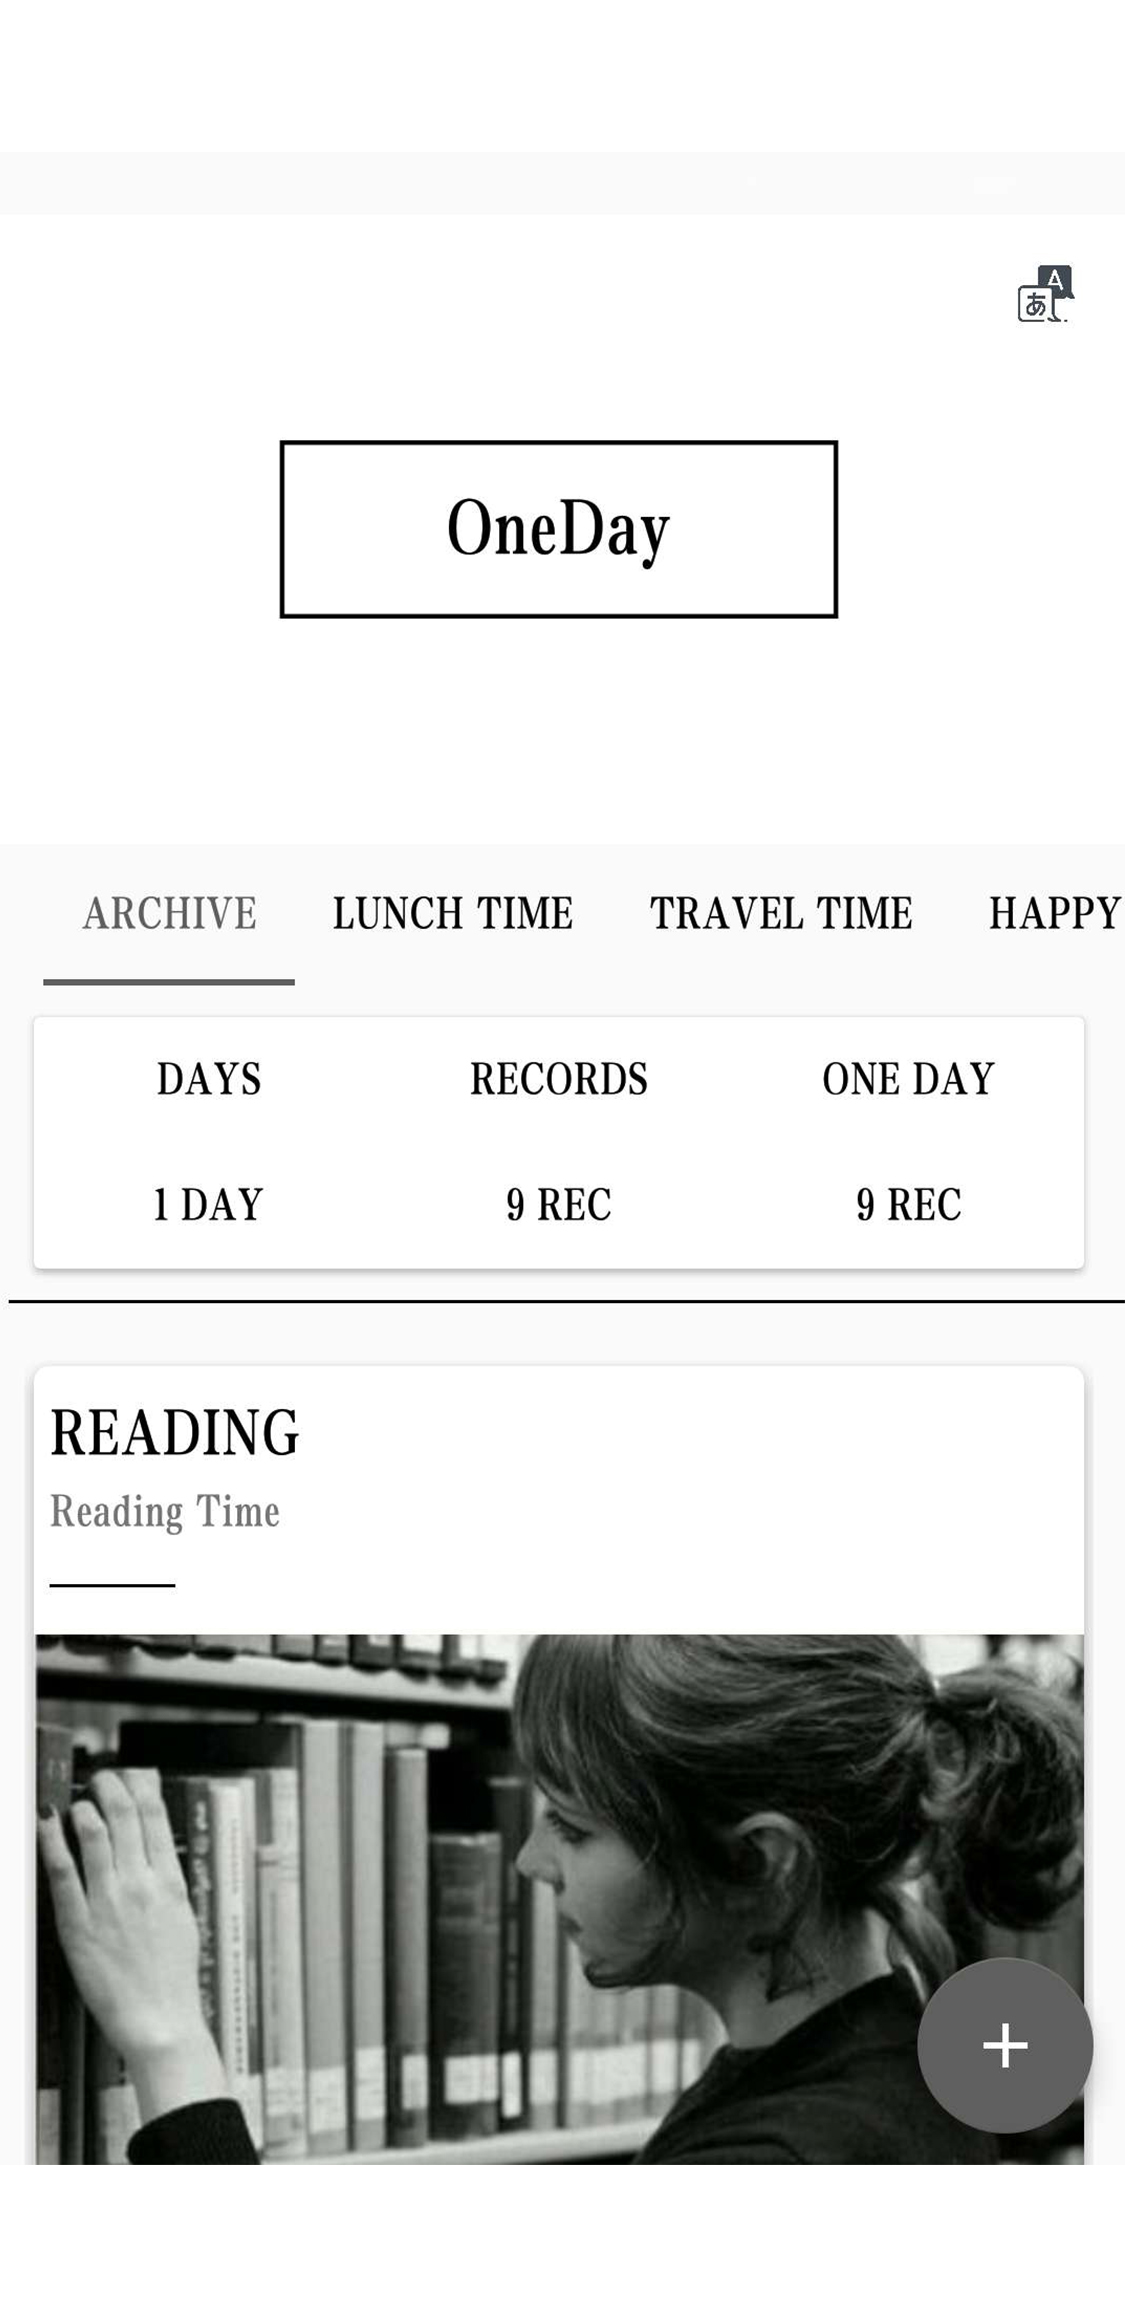 A
あ
OneDay
ARCHIVE LUNCH TIME TRAVEL TIME HAPPY
DAYS RECORDS ONE DAY
1 DAY 9 REC 9 REC
READING
Reading Time
+